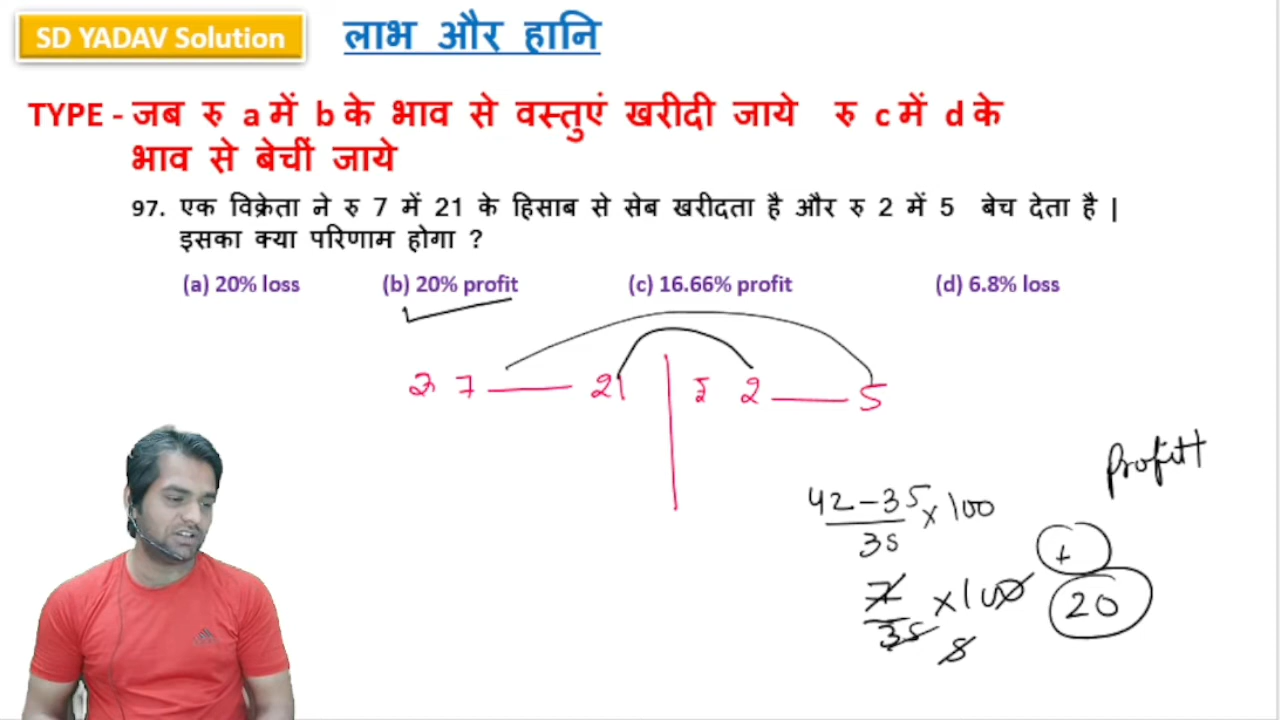 SD YADAV Solution
लाभ और हानि
TYPE - जब रु a में b के भाव से वस्तुएं खरीदी जाये रु c में d के
भाव से बेचीं जाये
97. एक विक्रेता ने रु 7 में 21 के हिसाब से सेब खरीदता है और रु 2 में 5 बेच देता है |
इसका क्या परिणाम होगा ?
(a) 20% loss (b) 20% profit (c) 16.66% profit (d) 6.8% loss
रु 7 21 रु 2 5
Profit
42 - 35 × 100
35
+
7 × 100
20
35 5